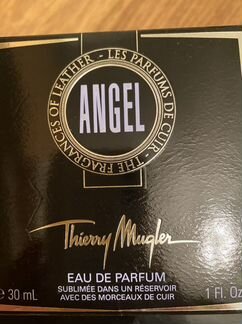 THE FRAGRANCES OF LEATHER - LES PARFUMS DE CUIR -
ANGEL
Thierry Mugler
EAU DE PARFUM
SUBLIMÉE DANS UN RÉSERVOIR
℮ 30 mL AVEC DES MORCEAUX DE CUIR 1 FL. Oz